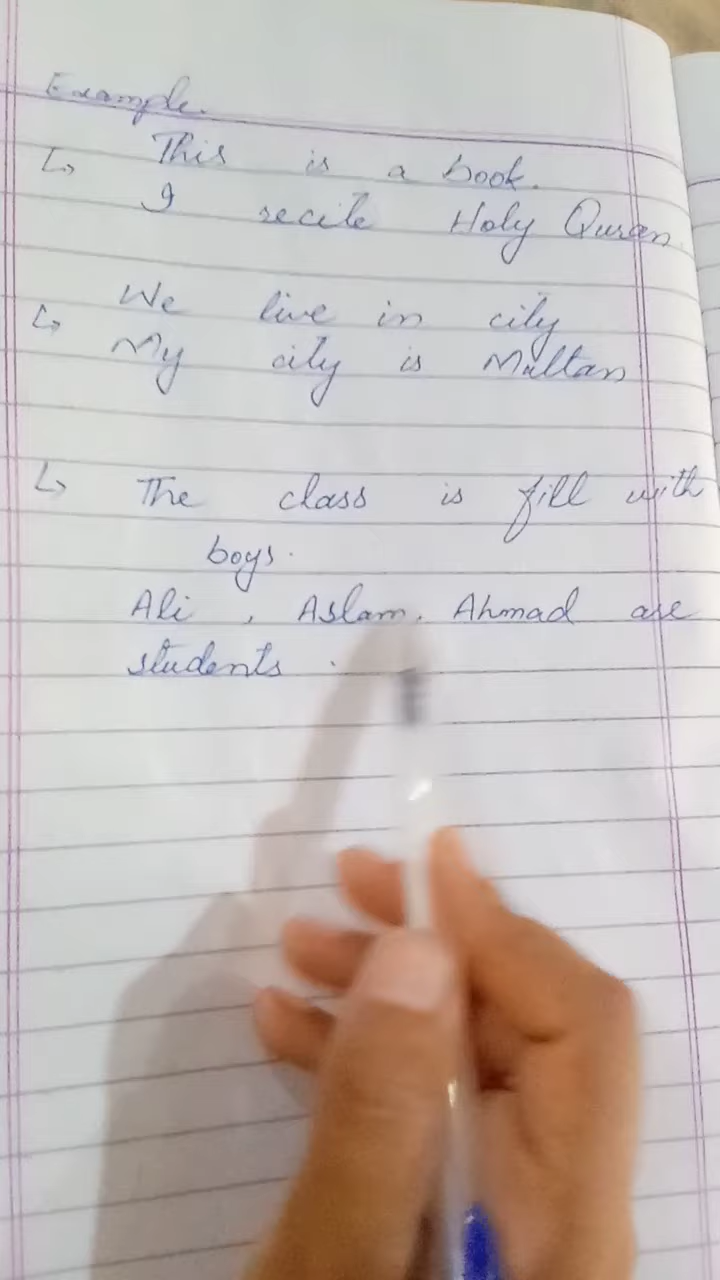 Example.
↳ This is a book.
I recite Holy Quran.
↳ We live in city
My city is Multan
↳ The class is fill with
boys.
Ali , Aslam, Ahmad are
students .